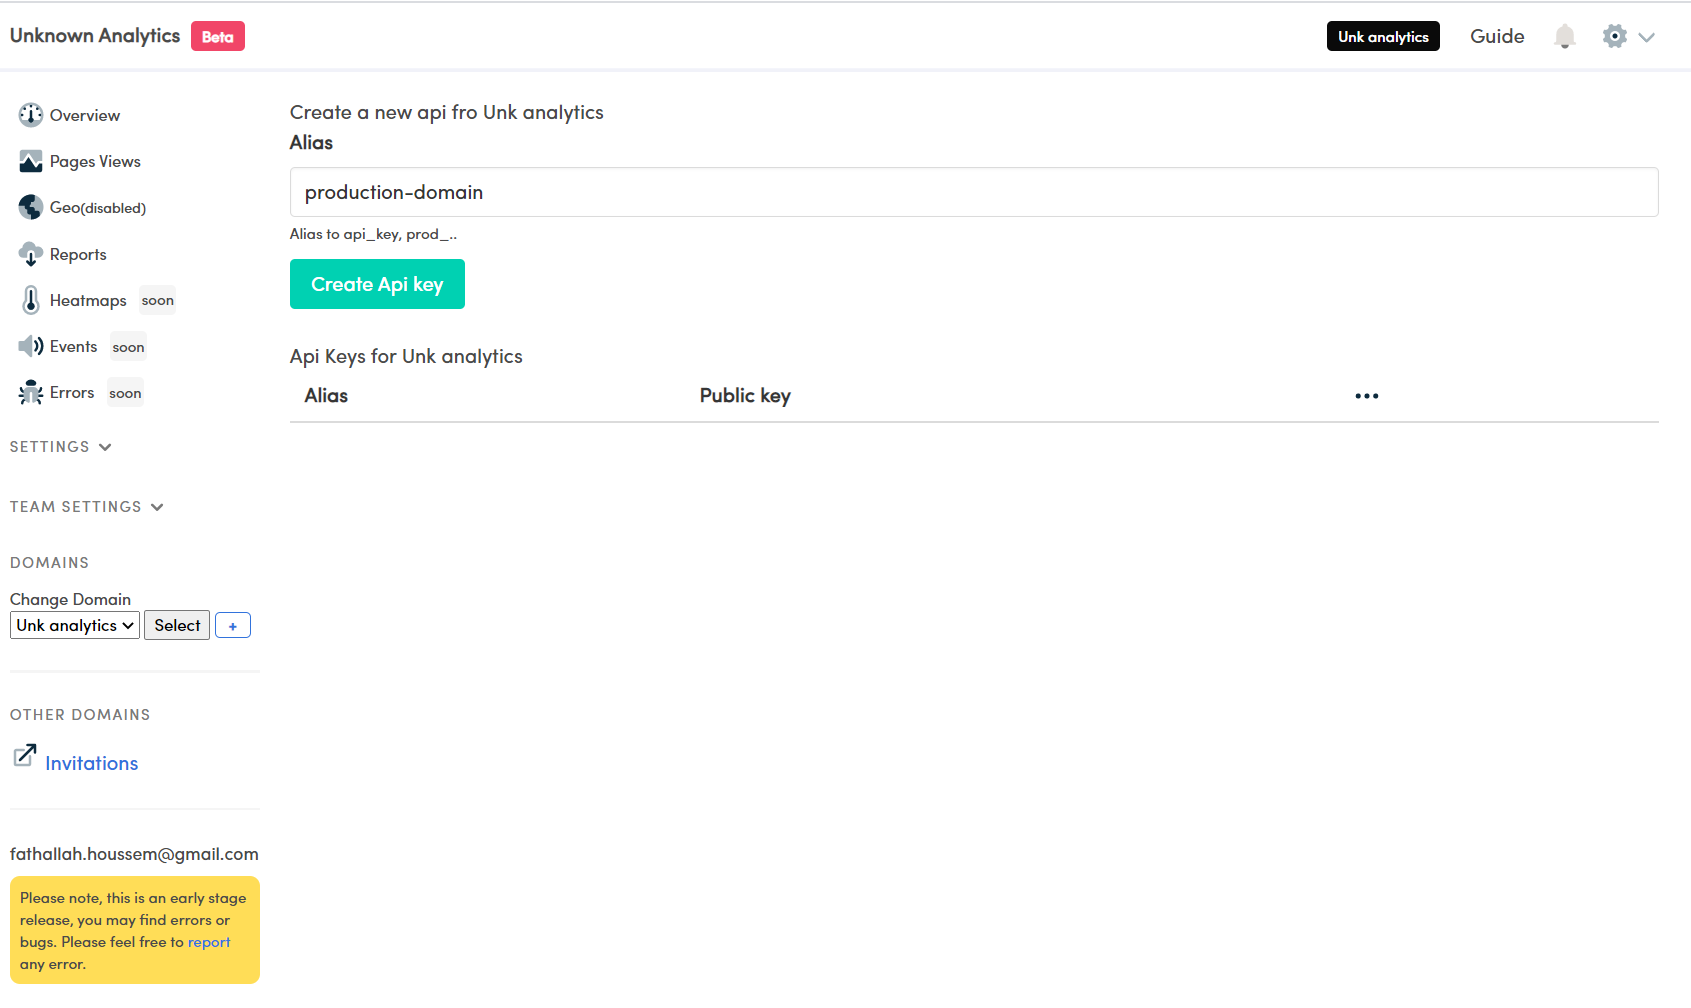 Unknown Analytics Beta
Unk analytics Guide
Overview
Pages Views
Geo(disabled)
Reports
Heatmaps soon
Events soon
Errors soon
SETTINGS
TEAM SETTINGS
DOMAINS
Change Domain
Unk analytics Select +
OTHER DOMAINS
Invitations
fathallah.houssem@gmail.com
Please note, this is an early stage
release, you may find errors or
bugs. Please feel free to report
any error.
Create a new api fro Unk analytics
Alias
production-domain
Alias to api_key, prod_..
Create Api key
Api Keys for Unk analytics
Alias Public key